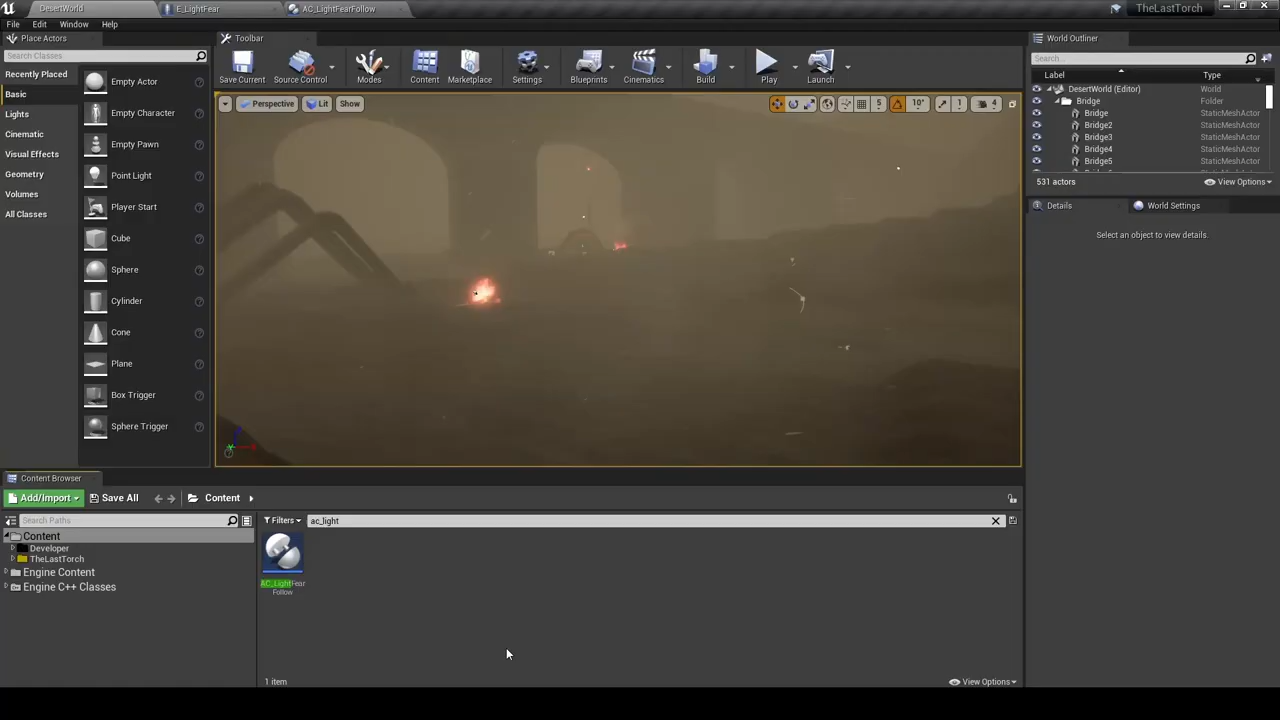 DesertWorld
E_LightFear
AC_LightFearFollow
TheLastTorch
File
Edit
Window
Help
Place Actors
Search Classes
Recently Placed
Basic
Lights
Cinematic
Visual Effects
Geometry
Volumes
All Classes
Empty Actor
Empty Character
Empty Pawn
Point Light
Player Start
Cube
Sphere
Cylinder
Cone
Plane
Box Trigger
Sphere Trigger
Toolbar
Save Current
Source Control
Modes
Content
Marketplace
Settings
Blueprints
Cinematics
Build
Play
Launch
Perspective
Lit
Show
5
10°
1
4
World Outliner
Search...
Label
Type
DesertWorld (Editor)
World
Bridge
Folder
Bridge
StaticMeshActor
Bridge2
StaticMeshActor
Bridge3
StaticMeshActor
Bridge4
StaticMeshActor
Bridge5
StaticMeshActor
531 actors
View Options
Details
World Settings
Select an object to view details.
Content Browser
Add/Import
Save All
Content
Search Paths
Content
Developer
TheLastTorch
Engine Content
Engine C++ Classes
Filters
ac_light
AC_LightFear
Follow
1 item
View Options